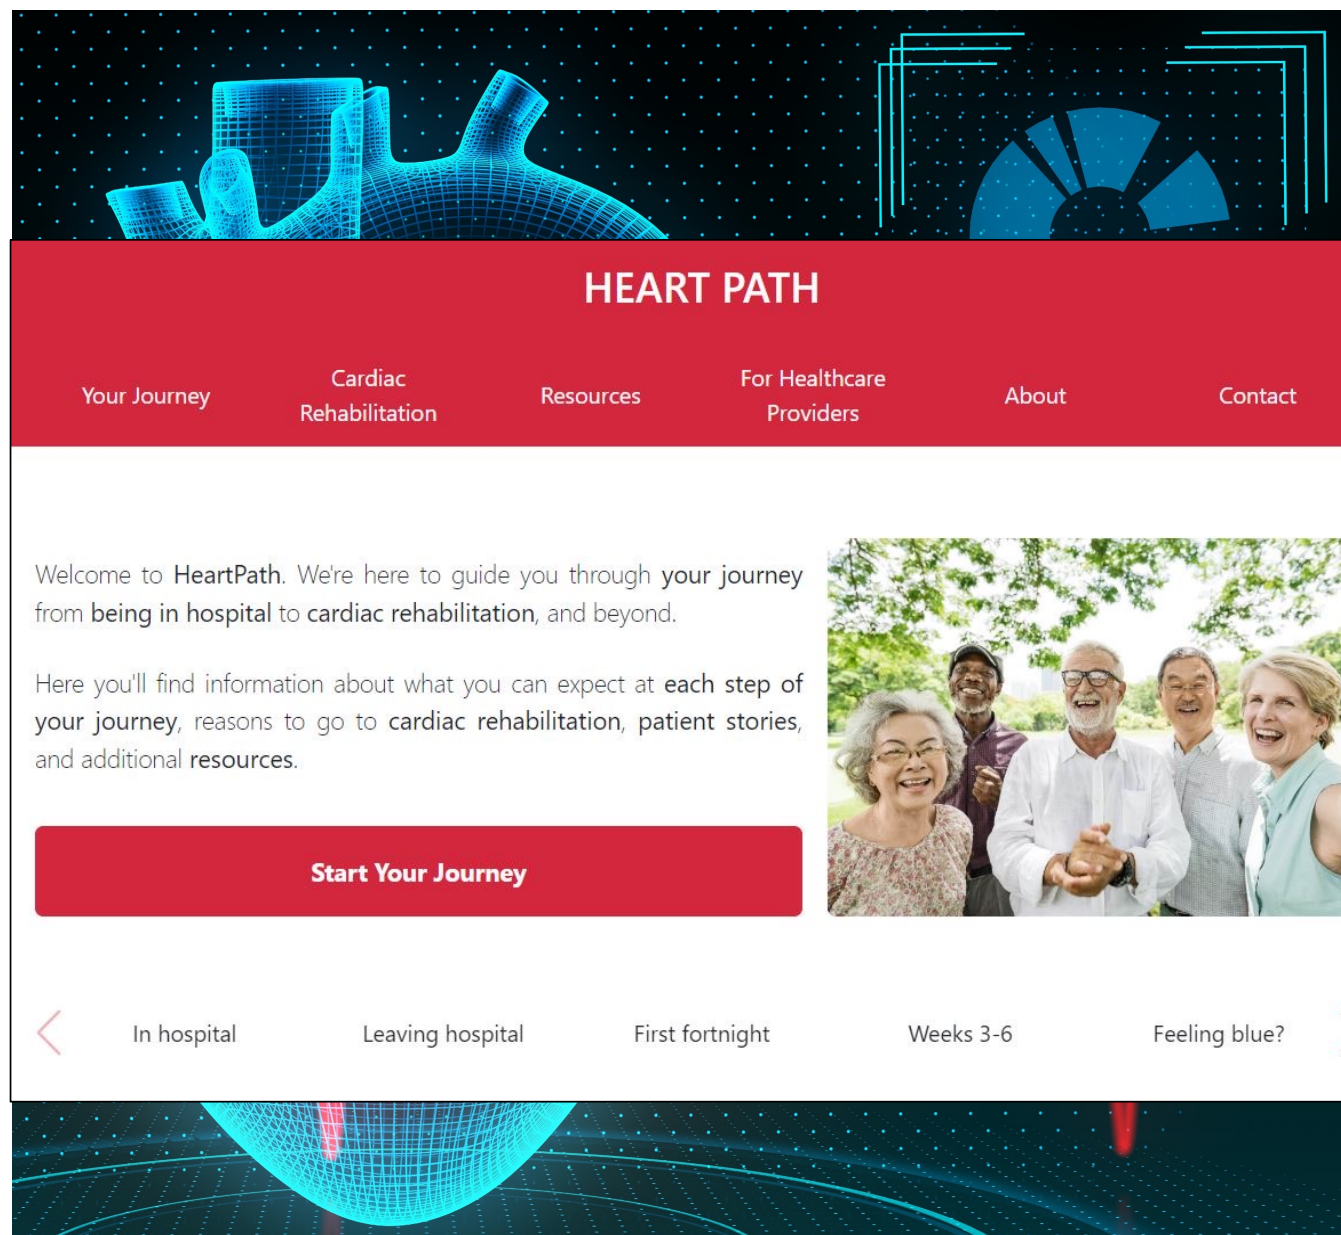 HEART PATH
Your Journey
Cardiac
Rehabilitation
Resources
For Healthcare
Providers
About
Contact
Welcome to HeartPath. We're here to guide you through your journey
from being in hospital to cardiac rehabilitation, and beyond.
Here you'll find information about what you can expect at each step of
your journey, reasons to go to cardiac rehabilitation, patient stories,
and additional resources.
Start Your Journey
In hospital
Leaving hospital
First fortnight
Weeks 3-6
Feeling blue?